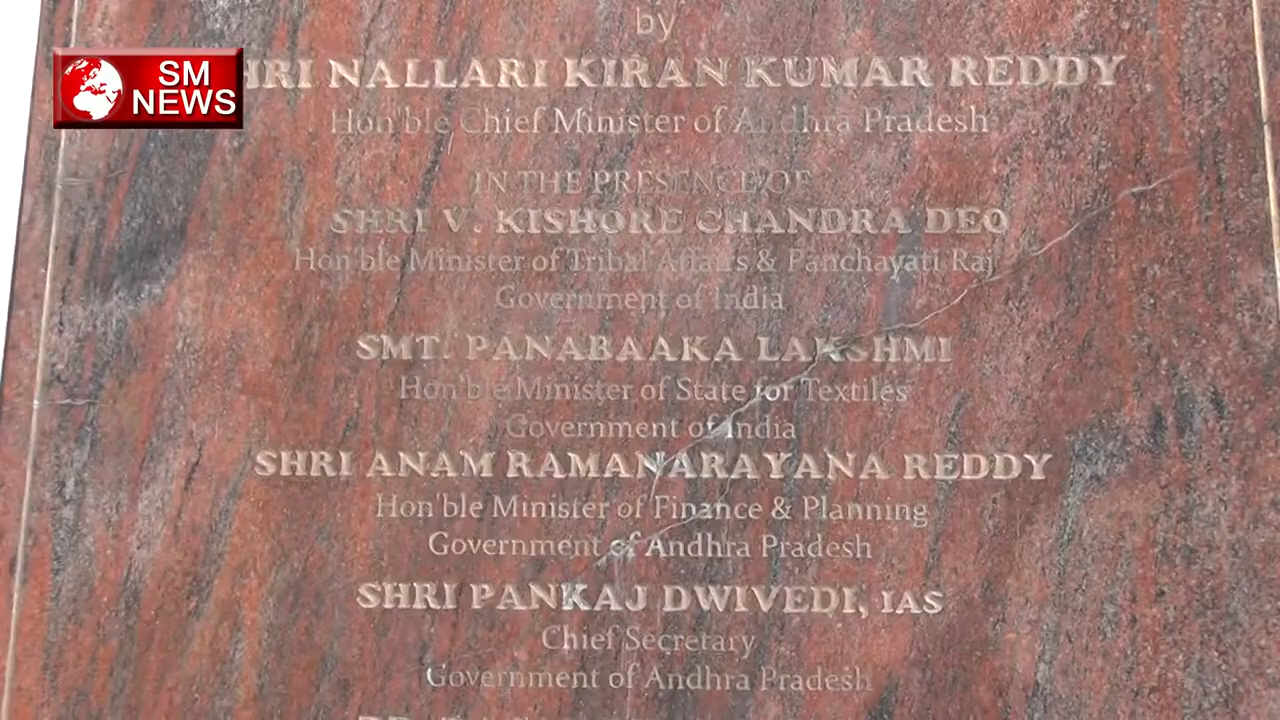 SM
NEWS
by
HRI NALLARI KIRAN KUMAR REDDY
Hon'ble Chief Minister of Andhra Pradesh
IN THE PRESENCE OF
SHRI V. KISHORE CHANDRA DEO
Hon'ble Minister of Tribal Affairs & Panchayati Raj
Government of India
SMT. PANABAAKA LAKSHMI
Hon'ble Minister of State for Textiles
Government of India
SHRI ANAM RAMANARAYANA REDDY
Hon'ble Minister of Finance & Planning
Government of Andhra Pradesh
SHRI PANKAJ DWIVEDI, IAS
Chief Secretary
Government of Andhra Pradesh